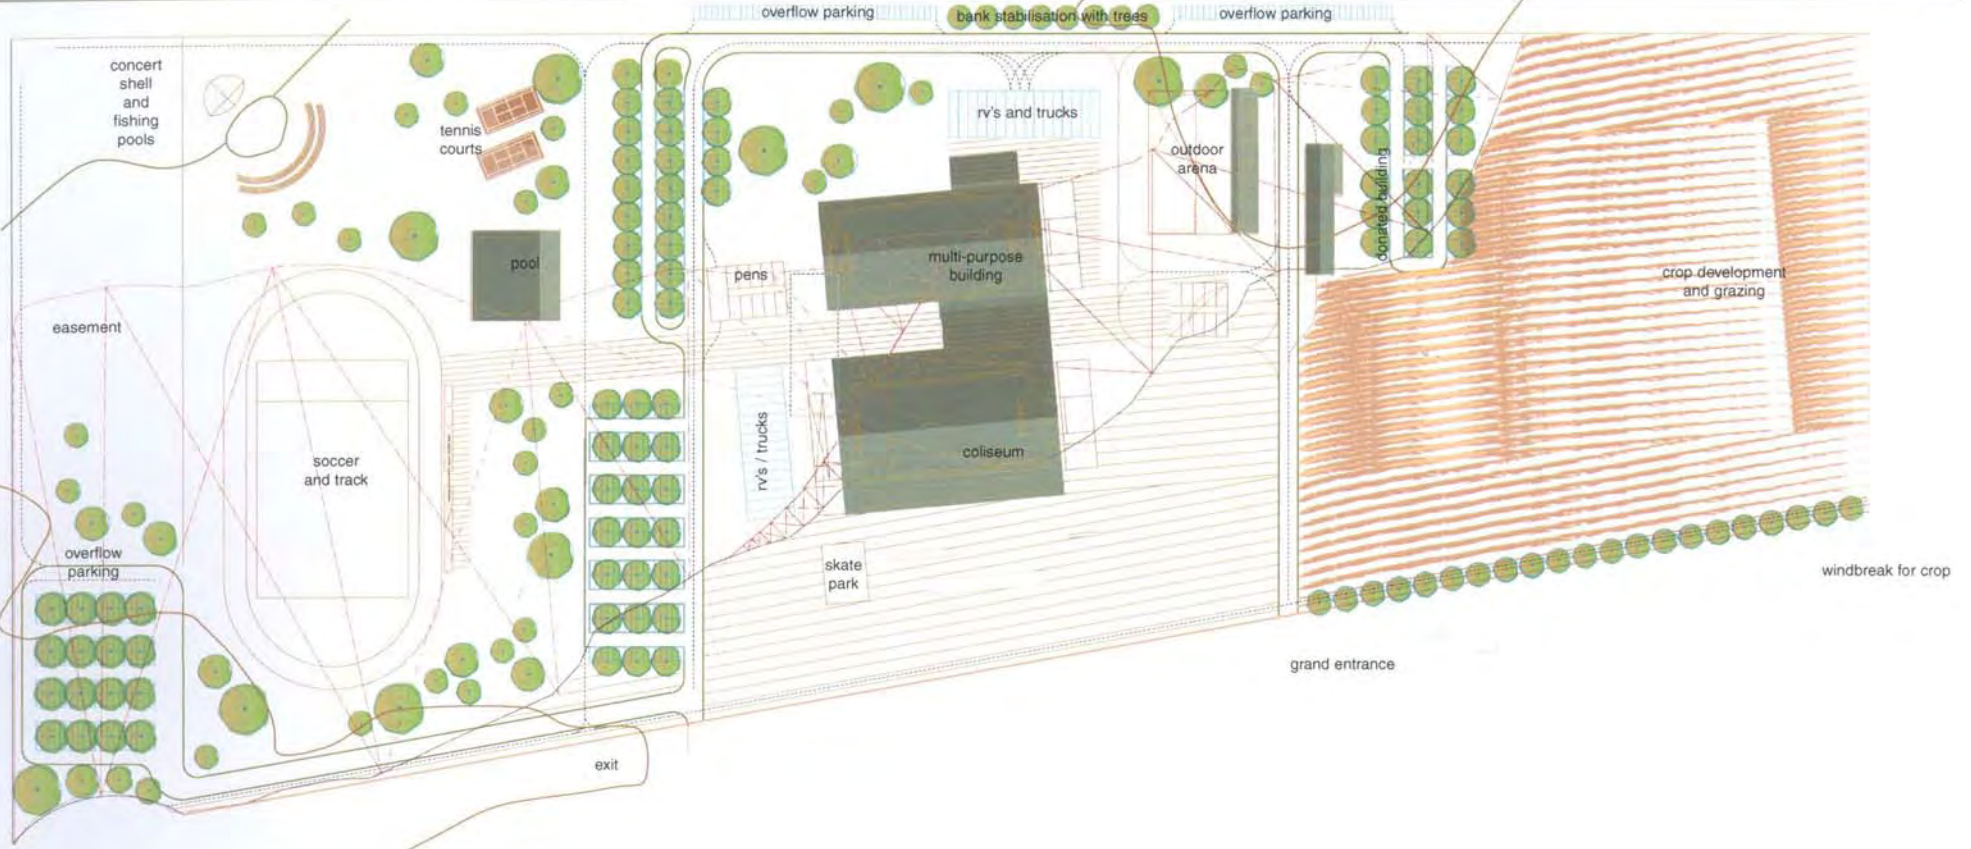 overflow parking
bank stabilisation with trees
overflow parking
concert
shell
and
fishing
pools
tennis
courts
rv's and trucks
outdoor
arena
donated building
pool
pens
multi-purpose
building
crop development
and grazing
easement
soccer
and track
rv's / trucks
coliseum
overflow
parking
skate
park
windbreak for crop
grand entrance
exit